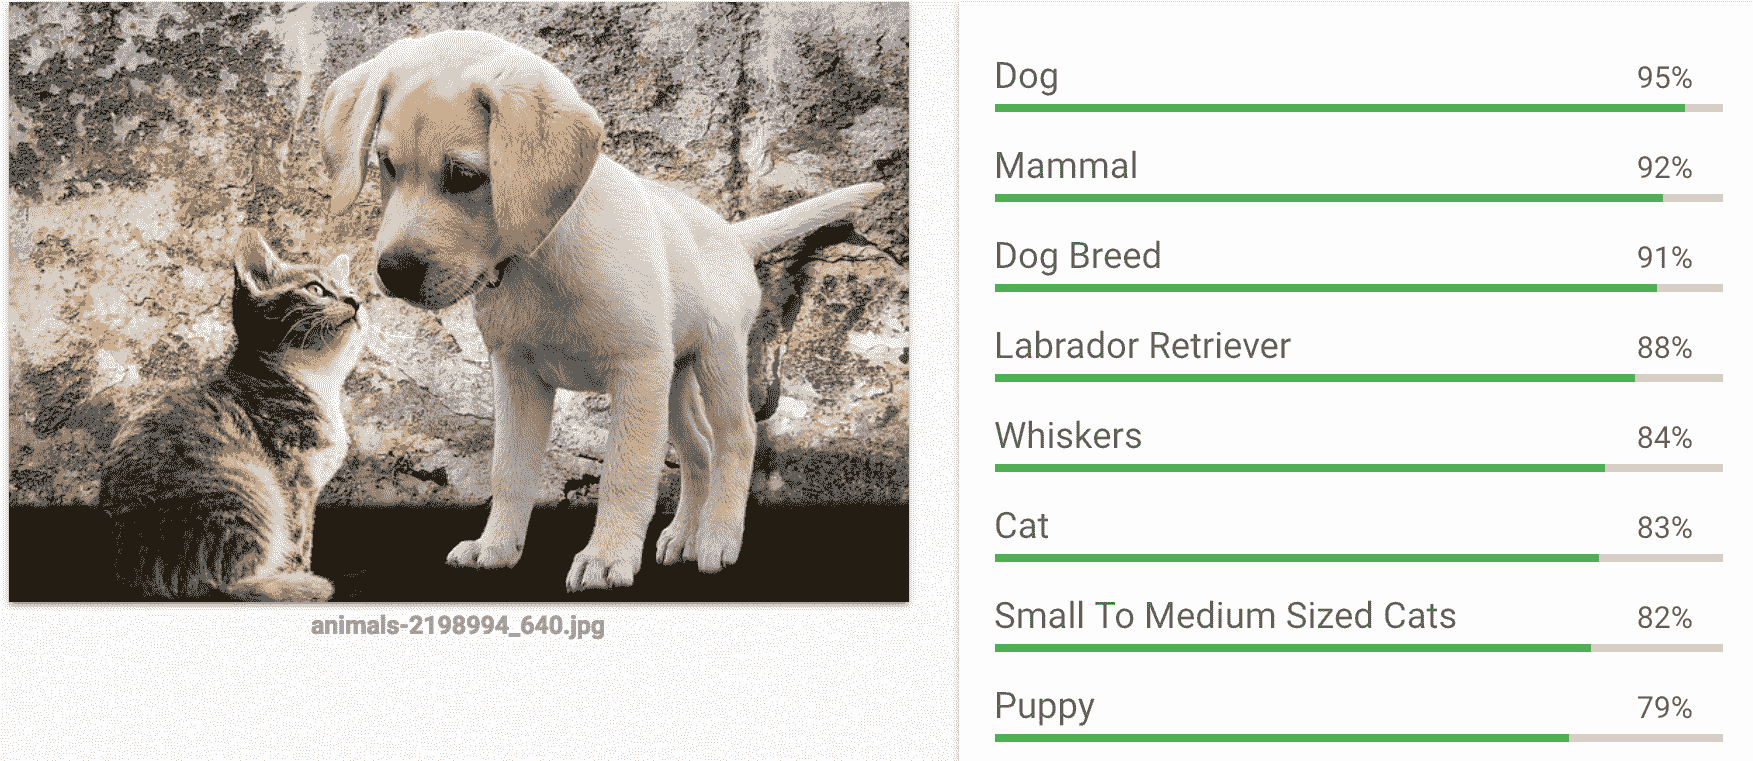 animals-2198994_640.jpg
Dog 95%
Mammal 92%
Dog Breed 91%
Labrador Retriever 88%
Whiskers 84%
Cat 83%
Small To Medium Sized Cats 82%
Puppy 79%